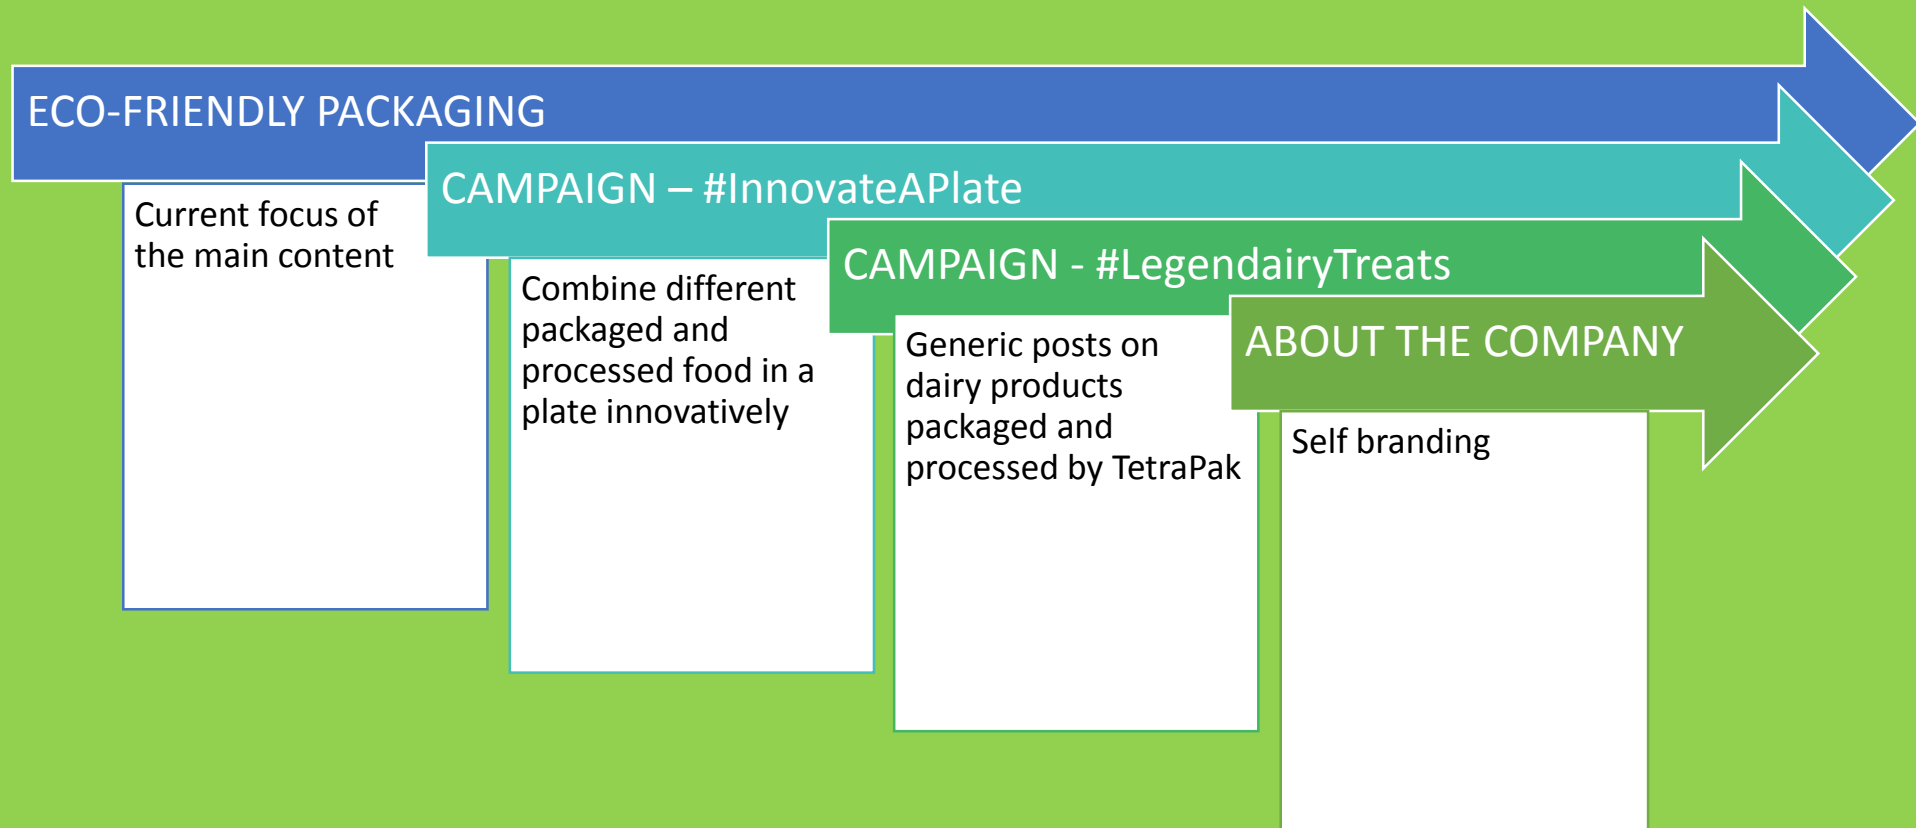 ECO-FRIENDLY PACKAGING
Current focus of
the main content
CAMPAIGN – #InnovateAPlate
Combine different
packaged and
processed food in a
plate innovatively
CAMPAIGN - #LegendairyTreats
Generic posts on
dairy products
packaged and
processed by TetraPak
ABOUT THE COMPANY
Self branding